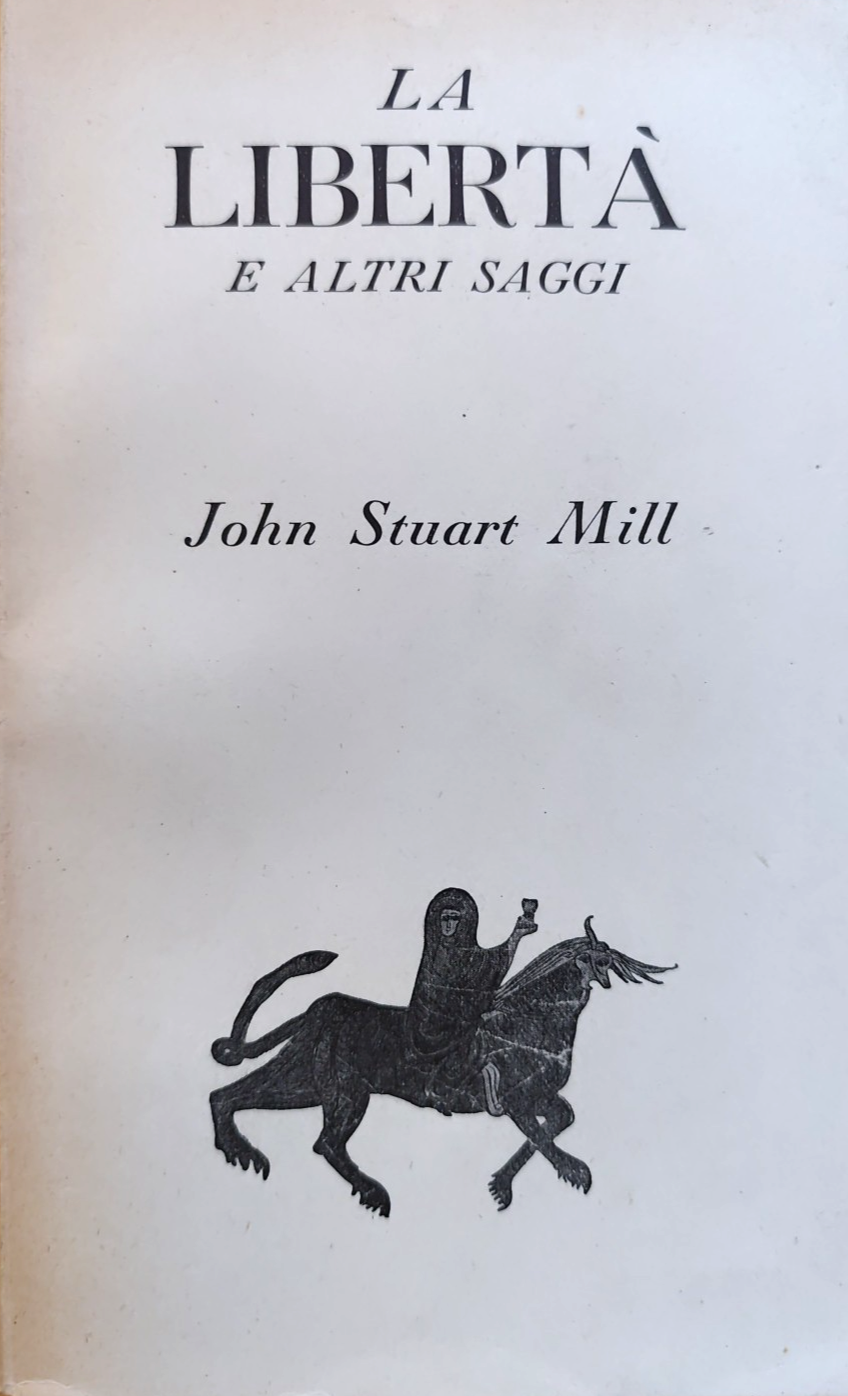 LA
LIBERTÀ
E ALTRI SAGGI
John Stuart Mill